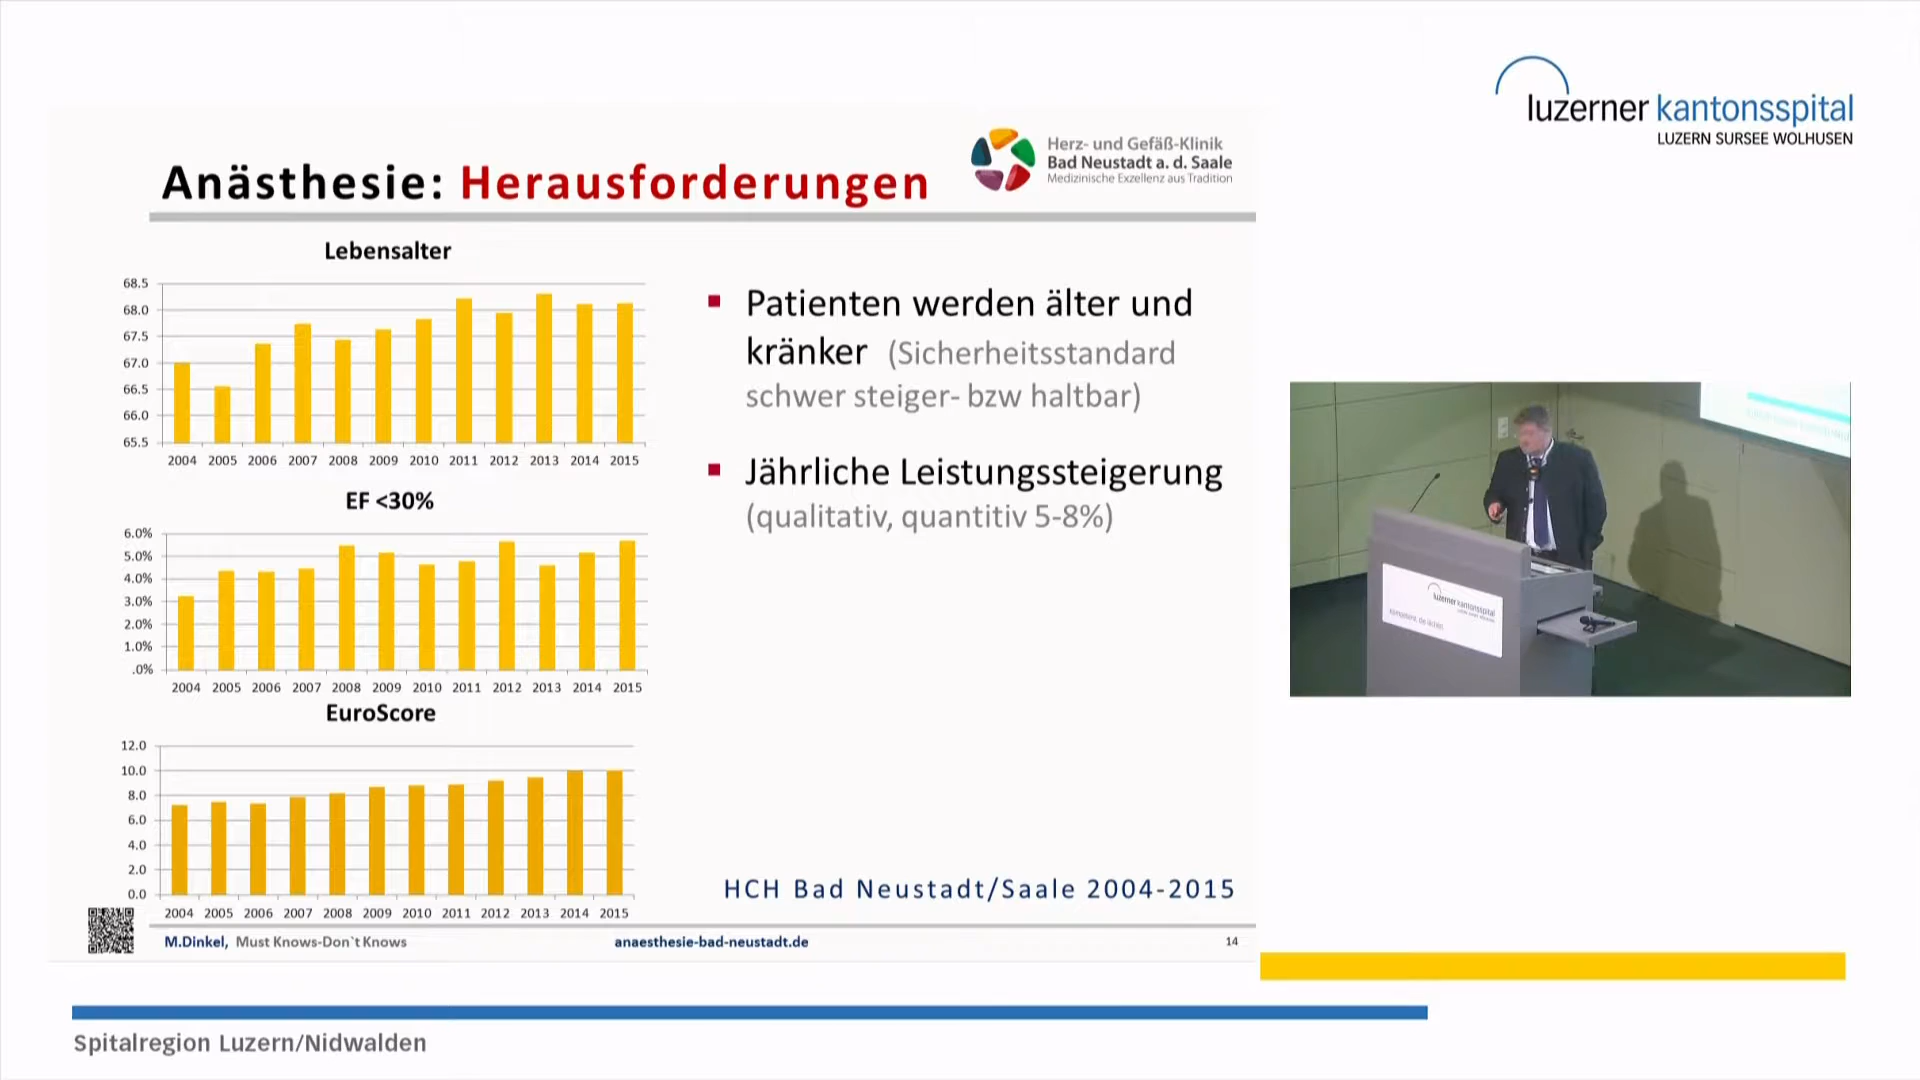 luzerner kantonsspital
LUZERN SURSEE WOLHUSEN
Anästhesie: Herausforderungen
Herz- und Gefäß-Klinik
Bad Neustadt a. d. Saale
Medizinische Exzellenz aus Tradition
Lebensalter
68.5
68.0
67.5
67.0
66.5
66.0
65.5
2004 2005 2006 2007 2008 2009 2010 2011 2012 2013 2014 2015
EF <30%
6.0%
5.0%
4.0%
3.0%
2.0%
1.0%
.0%
2004 2005 2006 2007 2008 2009 2010 2011 2012 2013 2014 2015
EuroScore
12.0
10.0
8.0
6.0
4.0
2.0
0.0
2004 2005 2006 2007 2008 2009 2010 2011 2012 2013 2014 2015
Patienten werden älter und
kränker (Sicherheitsstandard
schwer steiger- bzw haltbar)
Jährliche Leistungssteigerung
(qualitativ, quantitiv 5-8%)
HCH Bad Neustadt/Saale 2004-2015
M.Dinkel, Must Knows-Don`t Knows
anaesthesie-bad-neustadt.de
14
luzerner kantonsspital
Spitalregion Luzern/Nidwalden